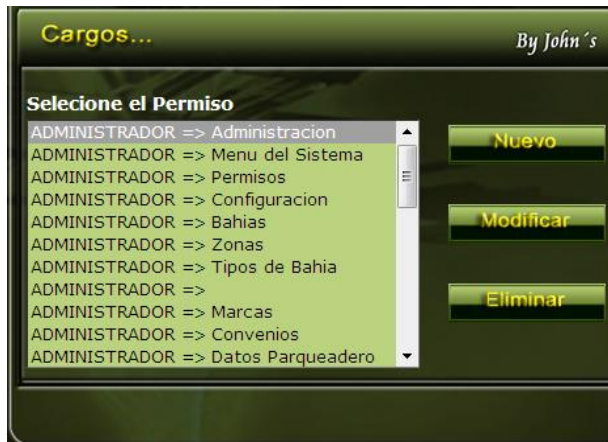 Cargos...
By John´s
Selecione el Permiso
ADMINISTRADOR => Administracion
ADMINISTRADOR => Menu del Sistema
ADMINISTRADOR => Permisos
ADMINISTRADOR => Configuracion
ADMINISTRADOR => Bahias
ADMINISTRADOR => Zonas
ADMINISTRADOR => Tipos de Bahia
ADMINISTRADOR =>
ADMINISTRADOR => Marcas
ADMINISTRADOR => Convenios
ADMINISTRADOR => Datos Parqueadero
Nuevo
Modificar
Eliminar